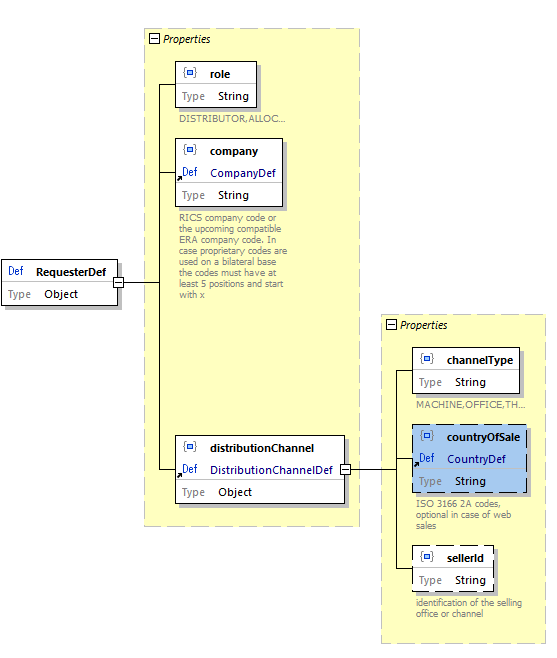 Properties
role
Type String
DISTRIBUTOR,ALLOC...
company
Def CompanyDef
Type String
RICS company code or
the upcoming compatible
ERA company code. In
case proprietary codes are
used on a bilateral base
the codes must have at
least 5 positions and start
with x
Def RequesterDef
Type Object
distributionChannel
Def DistributionChannelDef
Type Object
Properties
channelType
Type String
MACHINE,OFFICE,TH...
countryOfSale
Def CountryDef
Type String
ISO 3166 2A codes,
optional in case of web
sales
sellerId
Type String
identification of the selling
office or channel